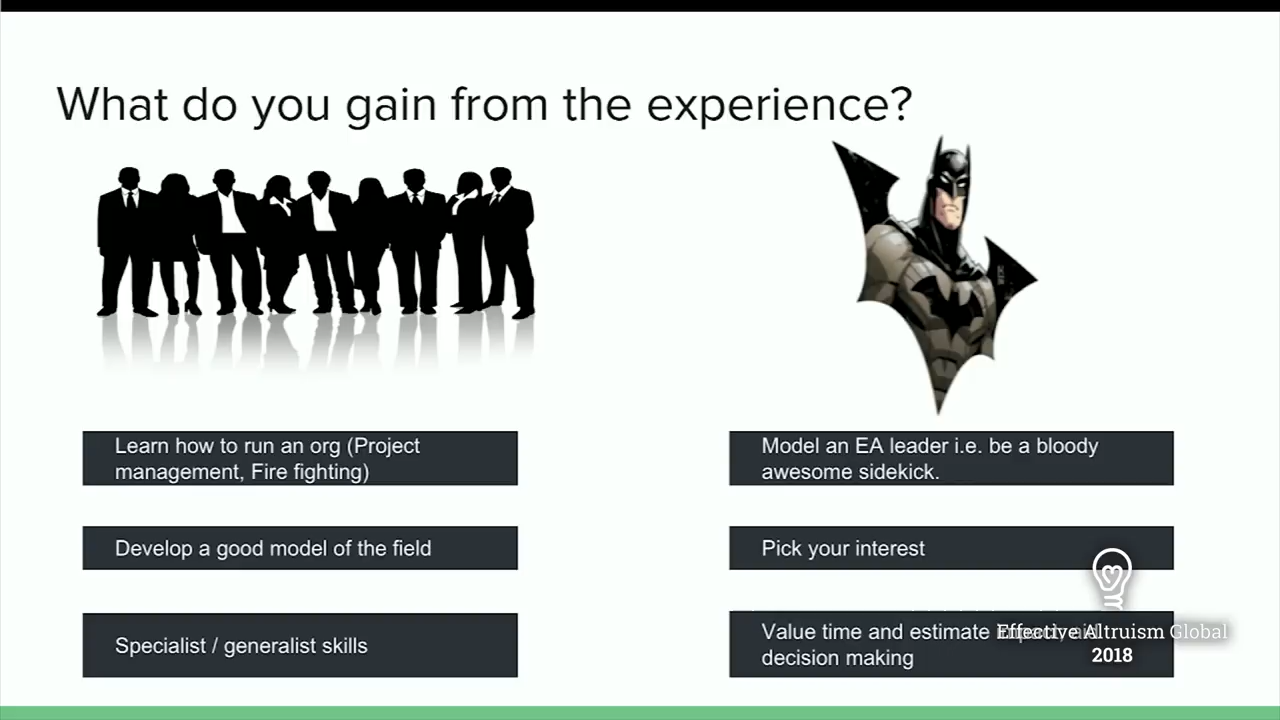 What do you gain from the experience?
Learn how to run an org (Project
management, Fire fighting)
Develop a good model of the field
Specialist / generalist skills
Model an EA leader i.e. be a bloody
awesome sidekick.
Pick your interest
Value time and estimate
decision making
Effective Altruism Global
2018